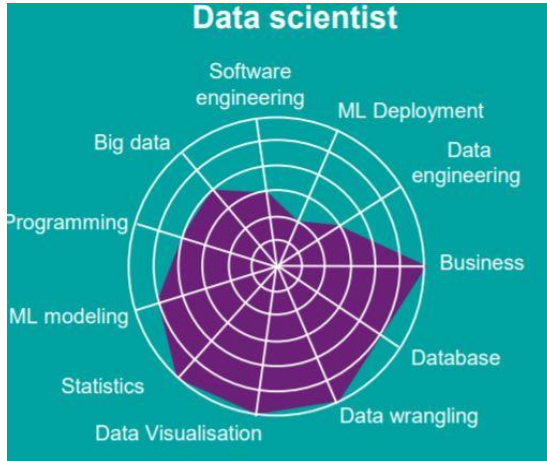 Data scientist
Software
engineering
ML Deployment
Big data
Data
engineering
Programming
Business
ML modeling
Database
Statistics
Data wrangling
Data Visualisation